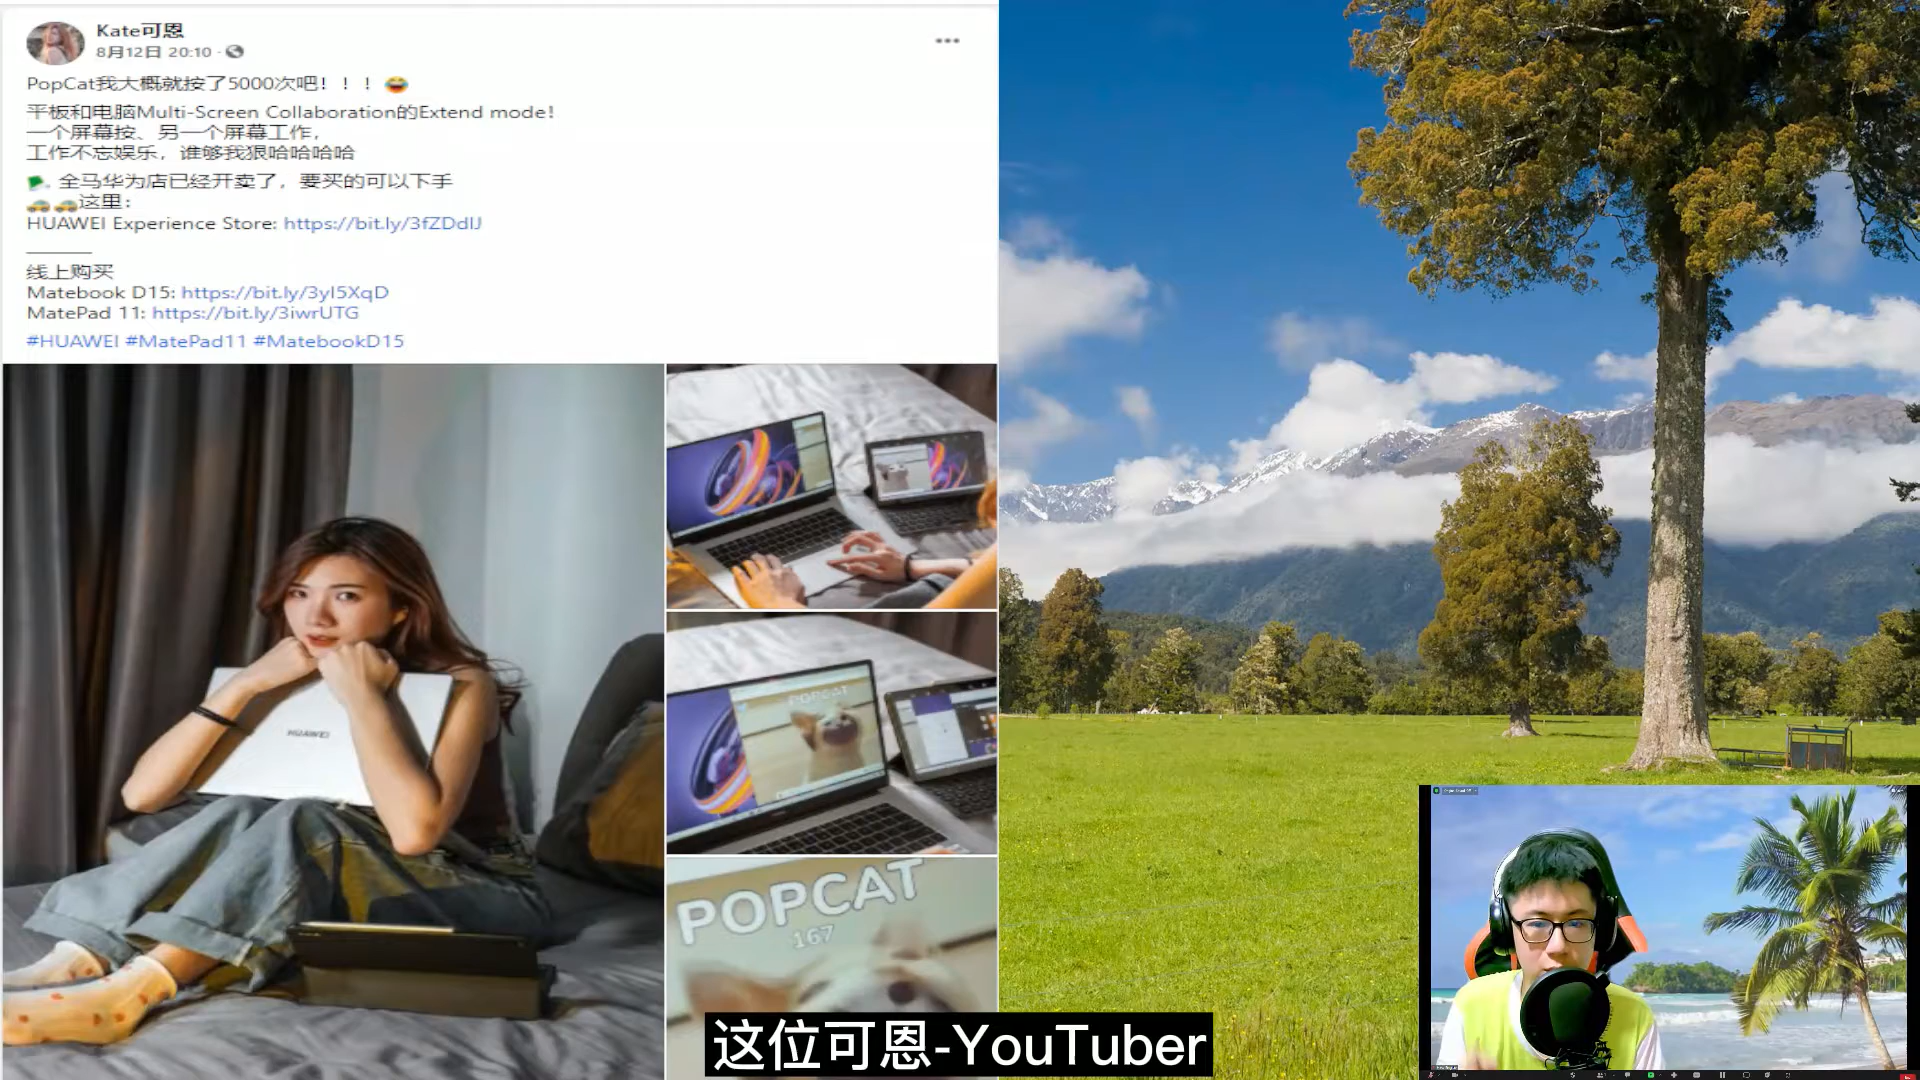 Kate可恩
8月12日 20:10 ·
PopCat我大概就按了5000次吧！！！
平板和电脑Multi-Screen Collaboration的Extend mode！
一个屏幕按、另一个屏幕工作，
工作不忘娱乐，谁够我狠哈哈哈哈
全马华为店已经开卖了，要买的可以下手
这里：
HUAWEI Experience Store: https://bit.ly/3fZDdIJ
线上购买
Matebook D15: https://bit.ly/3yI5XqD
MatePad 11: https://bit.ly/3iwrUTG
#HUAWEI #MatePad11 #MatebookD15
HUAWEI
POPCAT
POPCAT
167
这位可恩-YouTuber